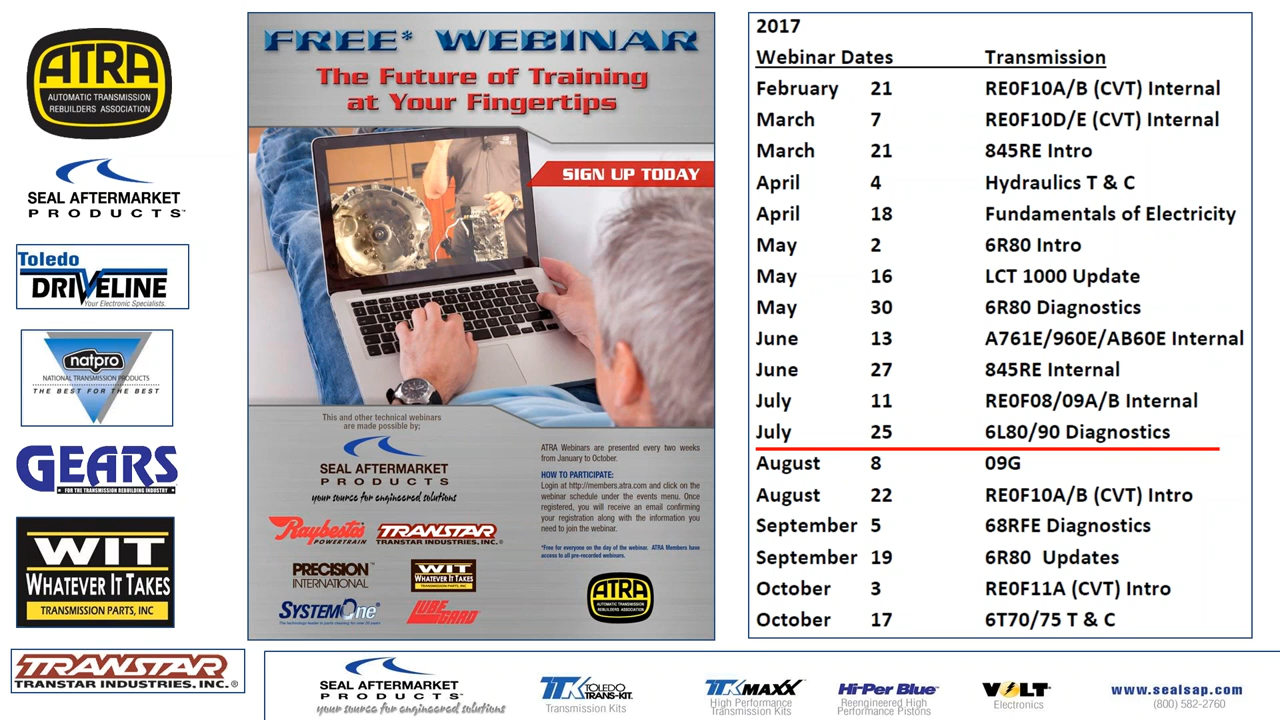 ATRA
AUTOMATIC TRANSMISSION
REBUILDERS ASSOCIATION
SEAL AFTERMARKET
PRODUCTS™
Toledo
DRIVELINE
Your Electronic Specialists.
natpro
NATIONAL TRANSMISSION PRODUCTS
THE BEST FOR THE BEST
GEARS
FOR THE TRANSMISSION REBUILDING INDUSTRY
WIT
WHATEVER IT TAKES
TRANSMISSION PARTS, INC
TRANSTAR
TRANSTAR INDUSTRIES, INC.®
FREE* WEBINAR
The Future of Training
at Your Fingertips
SIGN UP TODAY
This and other technical webinars
are made possible by:
SEAL AFTERMARKET
PRODUCTS
your source for engineered solutions
Raybestos
POWERTRAIN
TRANSTAR
TRANSTAR INDUSTRIES, INC.
PRECISION
INTERNATIONAL
WIT
WHATEVER IT TAKES
TRANSMISSION PARTS, INC
SYSTEMONE
LUBEGARD
ATRA Webinars are presented every two weeks
from January to October.
HOW TO PARTICIPATE:
Login at http://members.atra.com and click on the
webinar schedule under the events menu. Once
registered, you will receive an email confirming
your registration along with the information you
need to join the webinar.
*Free for everyone on the day of the webinar. ATRA Members have
access to all pre-recorded webinars.
ATRA
AUTOMATIC TRANSMISSION
REBUILDERS ASSOCIATION
2017
Webinar Dates Transmission
February 21 RE0F10A/B (CVT) Internal
March 7 RE0F10D/E (CVT) Internal
March 21 845RE Intro
April 4 Hydraulics T & C
April 18 Fundamentals of Electricity
May 2 6R80 Intro
May 16 LCT 1000 Update
May 30 6R80 Diagnostics
June 13 A761E/960E/AB60E Internal
June 27 845RE Internal
July 11 RE0F08/09A/B Internal
July 25 6L80/90 Diagnostics
August 8 09G
August 22 RE0F10A/B (CVT) Intro
September 5 68RFE Diagnostics
September 19 6R80 Updates
October 3 RE0F11A (CVT) Intro
October 17 6T70/75 T & C
SEAL AFTERMARKET
PRODUCTS™
your source for engineered solutions
TTK TOLEDO TRANS-KIT
Transmission Kits
TTK MAXX
High Performance
Transmission Kits
Hi-Per Blue™
Reengineered High
Performance Pistons
VOLT
Electronics
www.sealsap.com
(800) 582-2760